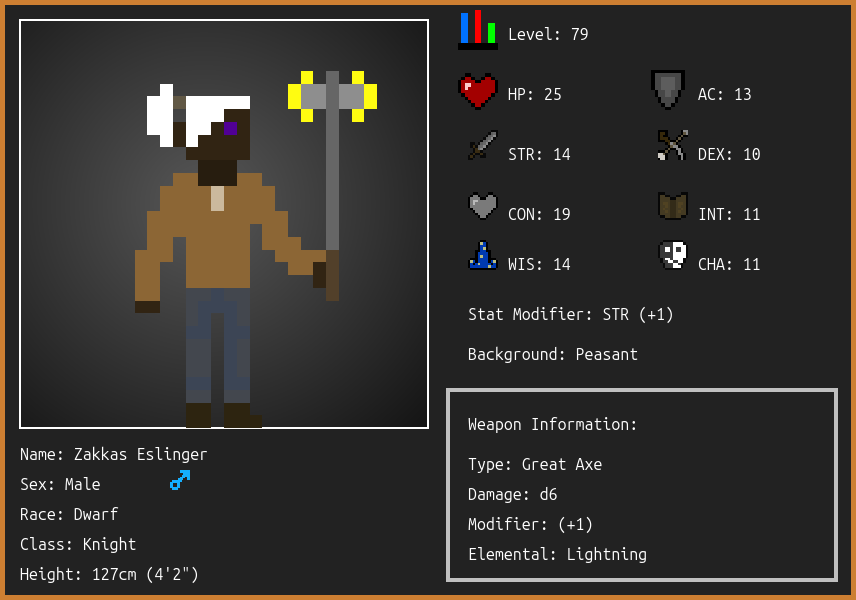 Level: 79
HP: 25
AC: 13
STR: 14
DEX: 10
CON: 19
INT: 11
WIS: 14
CHA: 11
Stat Modifier: STR (+1)
Background: Peasant
Weapon Information:
Type: Great Axe
Damage: d6
Modifier: (+1)
Elemental: Lightning
Name: Zakkas Eslinger
Sex: Male
Race: Dwarf
Class: Knight
Height: 127cm (4'2")